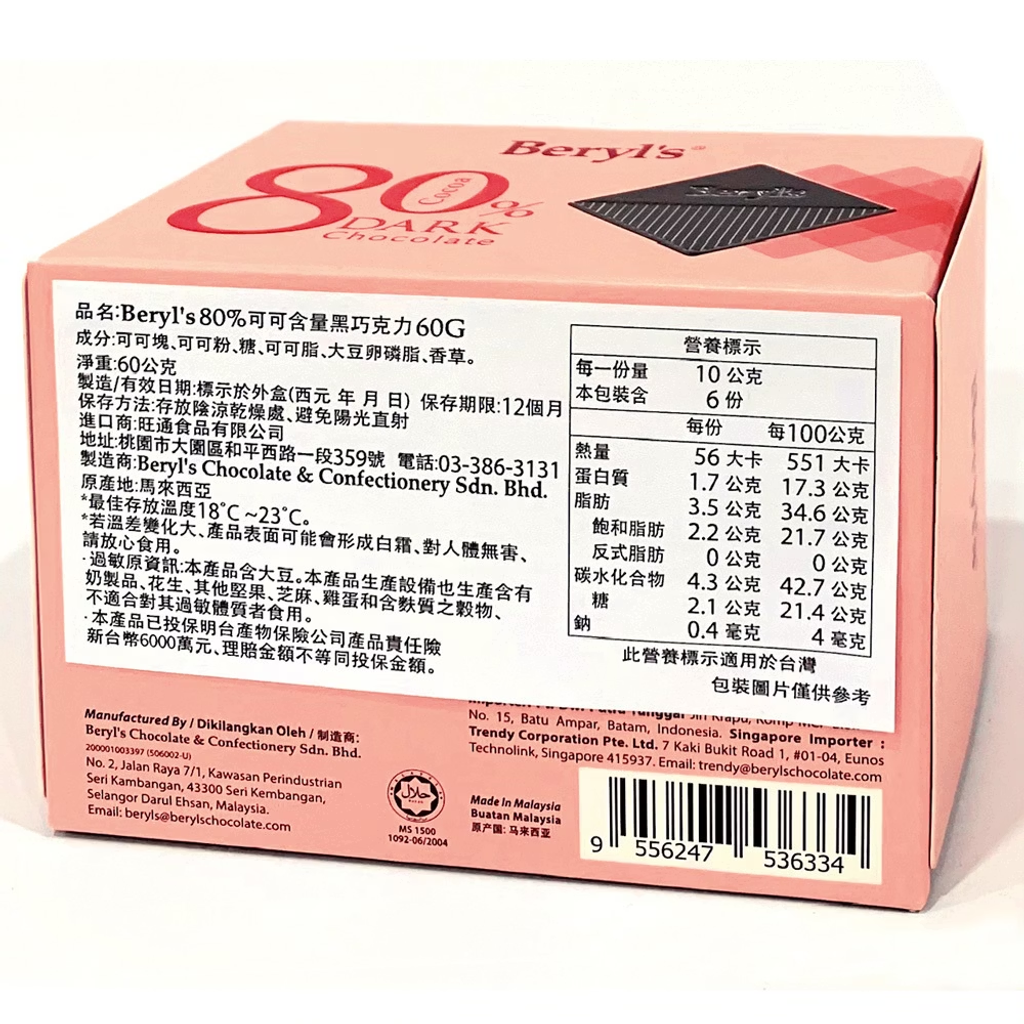 Beryl's®
80%
Cocoa
DARK
Chocolate
品名:Beryl's 80%可可含量黑巧克力 60G
成分:可可塊、可可粉、糖、可可脂、大豆卵磷脂、香草。
淨重:60公克
製造/有效日期:標示於外盒(西元 年 月 日) 保存期限:12個月
保存方法:存放陰涼乾燥處、避免陽光直射
進口商:旺通食品有限公司
地址:桃園市大園區和平西路一段359號 電話:03-386-3131
製造商:Beryl's Chocolate & Confectionery Sdn. Bhd.
原產地:馬來西亞
*最佳存放溫度18°C ~23°C。
*若溫差變化大、產品表面可能會形成白霜、對人體無害、
請放心食用。
·過敏原資訊:本產品含大豆。本產品生產設備也生產含有
奶製品、花生、其他堅果、芝麻、雞蛋和含麩質之穀物、
不適合對其過敏體質者食用。
·本產品已投保明台產物保險公司產品責任險
新台幣6000萬元、理賠金額不等同投保金額。
營養標示
每一份量 10 公克
本包裝含 6 份
每份 每100公克
熱量 56 大卡 551 大卡
蛋白質 1.7 公克 17.3 公克
脂肪 3.5 公克 34.6 公克
飽和脂肪 2.2 公克 21.7 公克
反式脂肪 0 公克 0 公克
碳水化合物 4.3 公克 42.7 公克
糖 2.1 公克 21.4 公克
鈉 0.4 毫克 4 毫克
此營養標示適用於台灣
包裝圖片僅供參考
Manufactured By / Dikilangkan Oleh / 制造商:
Beryl's Chocolate & Confectionery Sdn. Bhd.
200001003397 (506002-U)
No. 2, Jalan Raya 7/1, Kawasan Perindustrian
Seri Kambangan, 43300 Seri Kembangan,
Selangor Darul Ehsan, Malaysia.
Email: beryls@berylschocolate.com
حلال
MS 1500
1092-06/2004
No. 15, Batu Ampar, Batam, Indonesia. Singapore Importer :
Trendy Corporation Pte. Ltd. 7 Kaki Bukit Road 1, #01-04, Eunos
Technolink, Singapore 415937. Email: trendy@berylschocolate.com
Made in Malaysia
Buatan Malaysia
原产国: 马来西亚
9 556247 536334